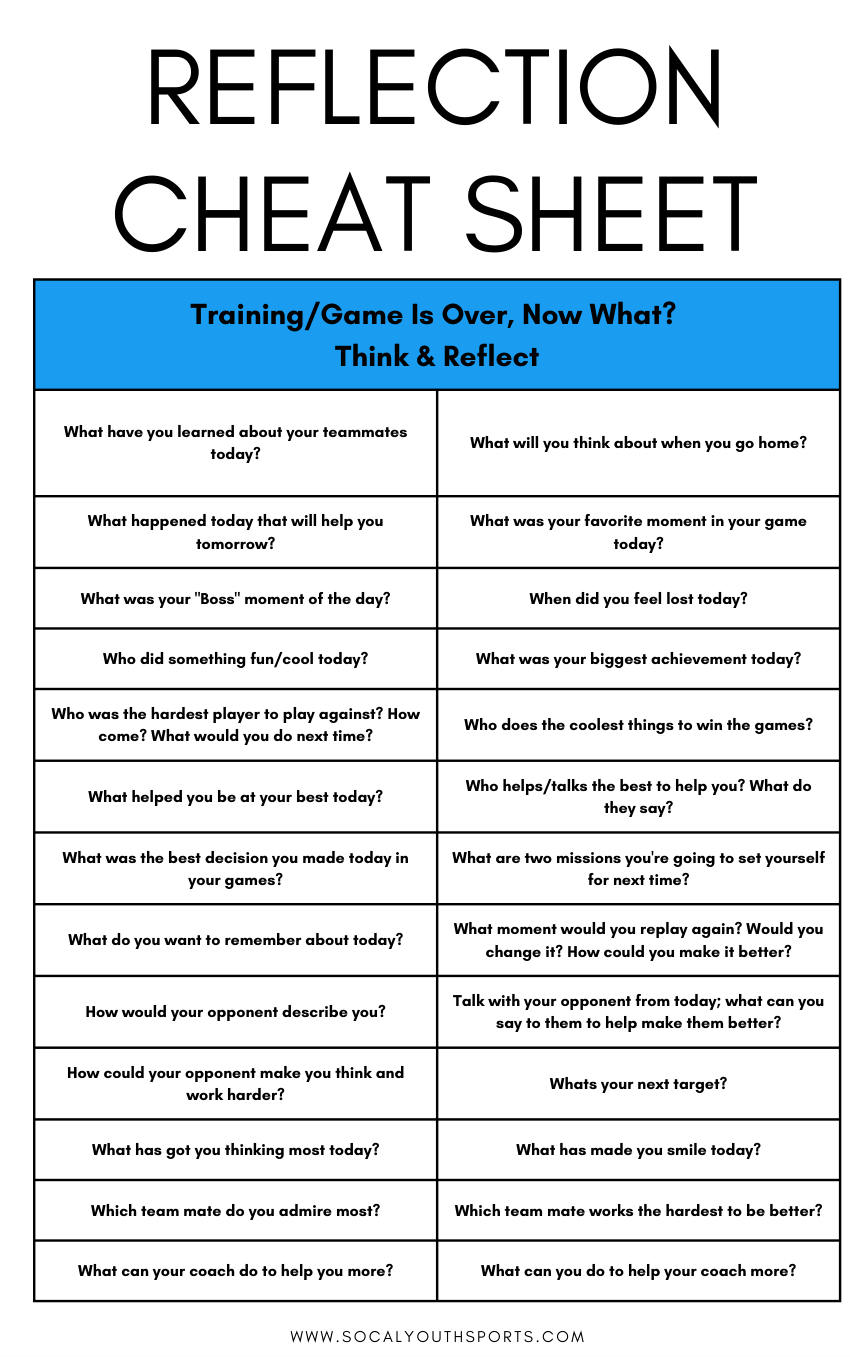 REFLECTION
CHEAT SHEET
Training/Game Is Over, Now What?
Think & Reflect
What have you learned about your teammates
today?
What will you think about when you go home?
What happened today that will help you
tomorrow?
What was your favorite moment in your game
today?
What was your "Boss" moment of the day?
When did you feel lost today?
Who did something fun/cool today?
What was your biggest achievement today?
Who was the hardest player to play against? How
come? What would you do next time?
Who does the coolest things to win the games?
What helped you be at your best today?
Who helps/talks the best to help you? What do
they say?
What was the best decision you made today in
your games?
What are two missions you're going to set yourself
for next time?
What do you want to remember about today?
What moment would you replay again? Would you
change it? How could you make it better?
How would your opponent describe you?
Talk with your opponent from today; what can you
say to them to help make them better?
How could your opponent make you think and
work harder?
Whats your next target?
What has got you thinking most today?
What has made you smile today?
Which team mate do you admire most?
Which team mate works the hardest to be better?
What can your coach do to help you more?
What can you do to help your coach more?
WWW.SOCALYOUTHSPORTS.COM